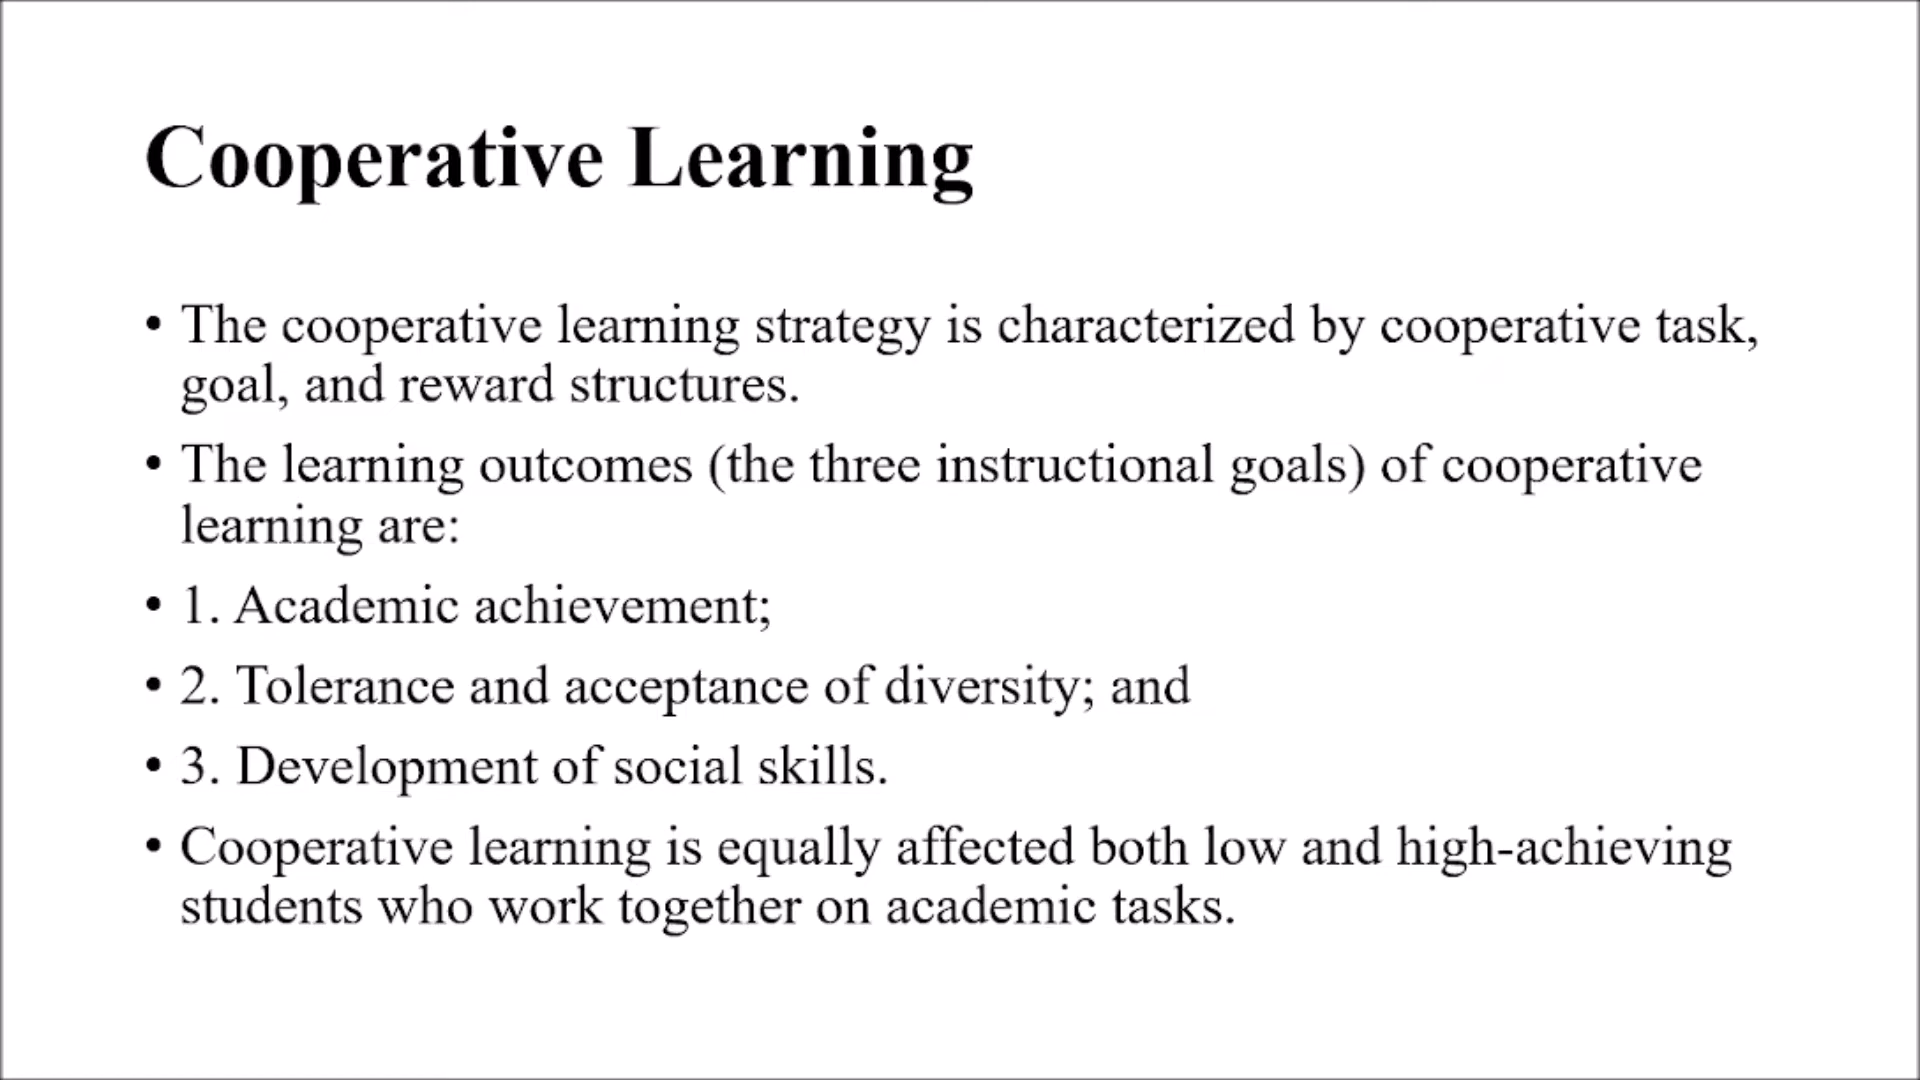 Cooperative Learning
• The cooperative learning strategy is characterized by cooperative task,
goal, and reward structures.
• The learning outcomes (the three instructional goals) of cooperative
learning are:
• 1. Academic achievement;
• 2. Tolerance and acceptance of diversity; and
• 3. Development of social skills.
• Cooperative learning is equally affected both low and high-achieving
students who work together on academic tasks.